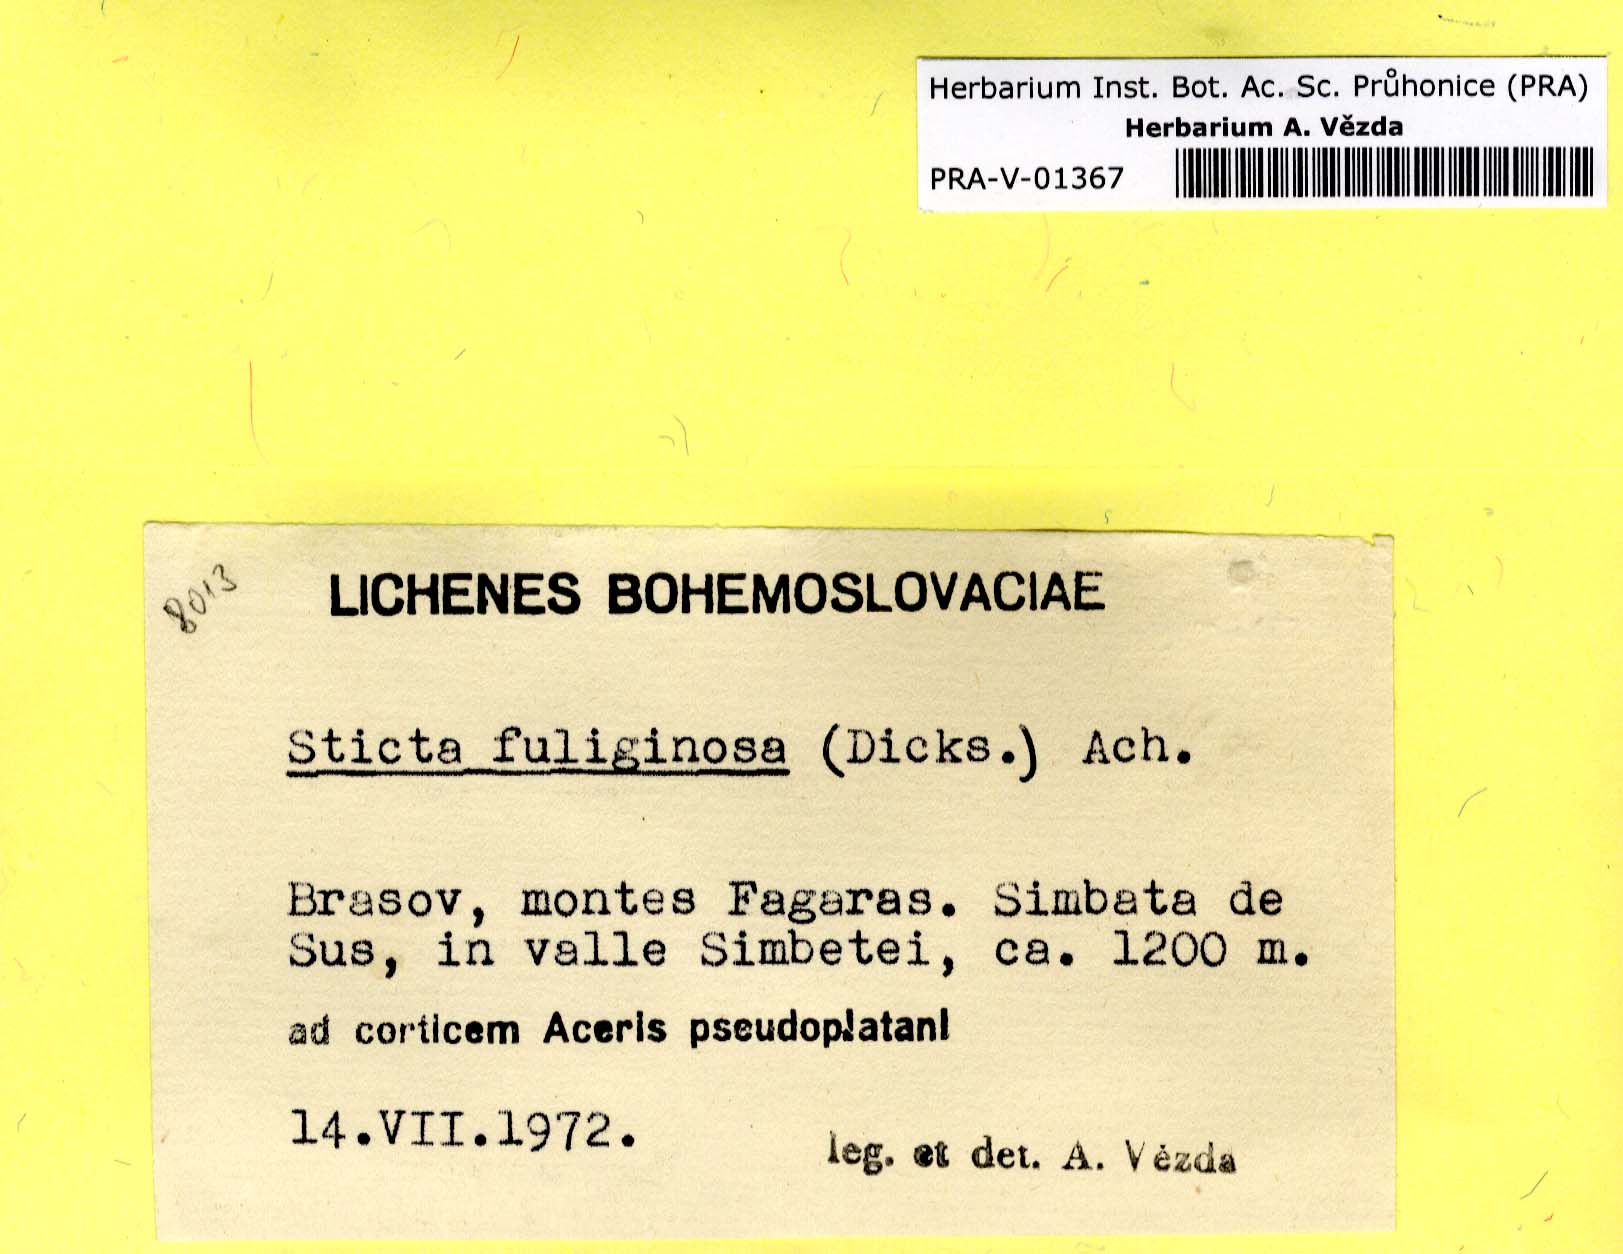 Herbarium Inst. Bot. Ac. Sc. Průhonice (PRA)
Herbarium A. Vězda
PRA-V-01367
8013
LICHENES BOHEMOSLOVACIAE
Sticta fuliginosa (Dicks.) Ach.
Brasov, montes Fagaras. Simbata de
Sus, in valle Simbetei, ca. 1200 m.
ad corticem Aceris pseudoplatani
14.VII.1972.
leg. et det. A. Vězda